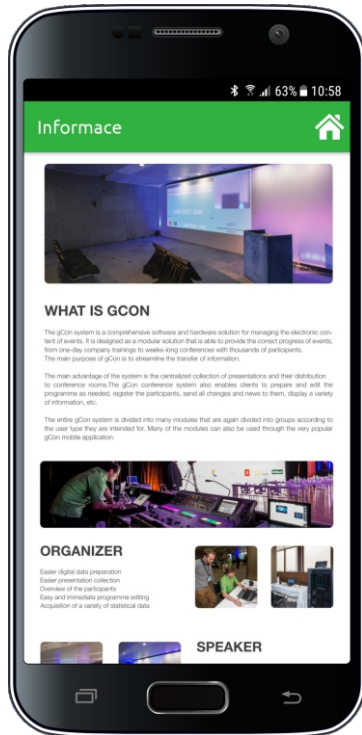 63% 10:58
Informace
WHAT IS GCON
The gCon system is a comprehensive software and hardware solution for managing the electronic con-
tent of events. It is designed as a modular solution that is able to provide the correct progress of events,
from one-day company trainings to weeks-long conferences with thousands of participants.
The main purpose of gCon is to streamline the transfer of information.
The main advantage of the system is the centralized collection of presentations and their distribution
to conference rooms.The gCon conference system also enables clients to prepare and edit the
programme as needed, register the participants, send all changes and news to them, display a variety
of information, etc.
The entire gCon system is divided into many modules that are again divided into groups according to
the user type they are intended for. Many of the modules can also be used through the very popular
gCon mobile application.
ORGANIZER
Easier digital data preparation
Easier presentation collection
Overview of the participants
Easy and immediate programme editing
Acquisition of a variety of statistical data
SPEAKER